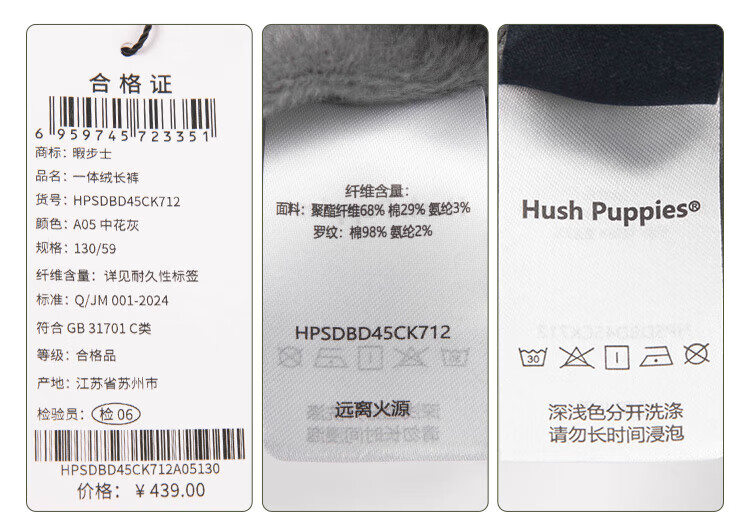 合格证
6 959745 723351
商标：暇步士
品名：一体绒长裤
货号：HPSDBD45CK712
颜色：A05 中花灰
规格：130/59
纤维含量：详见耐久性标签
标准：Q/JM 001-2024
符合 GB 31701 C类
等级：合格品
产地：江苏省苏州市
检验员：检 06
HPSDBD45CK712A05130
价格：¥439.00
纤维含量：
面料：聚酯纤维68% 棉29% 氨纶3%
罗纹：棉98% 氨纶2%
HPSDBD45CK712
远离火源
Hush Puppies®
30
深浅色分开洗涤
请勿长时间浸泡